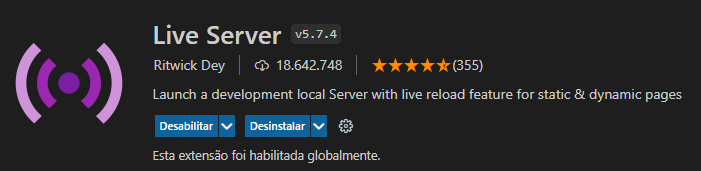 Live Server v5.7.4
Ritwick Dey 18.642.748 (355)
Launch a development local Server with live reload feature for static & dynamic pages
Desabilitar Desinstalar
Esta extensão foi habilitada globalmente.